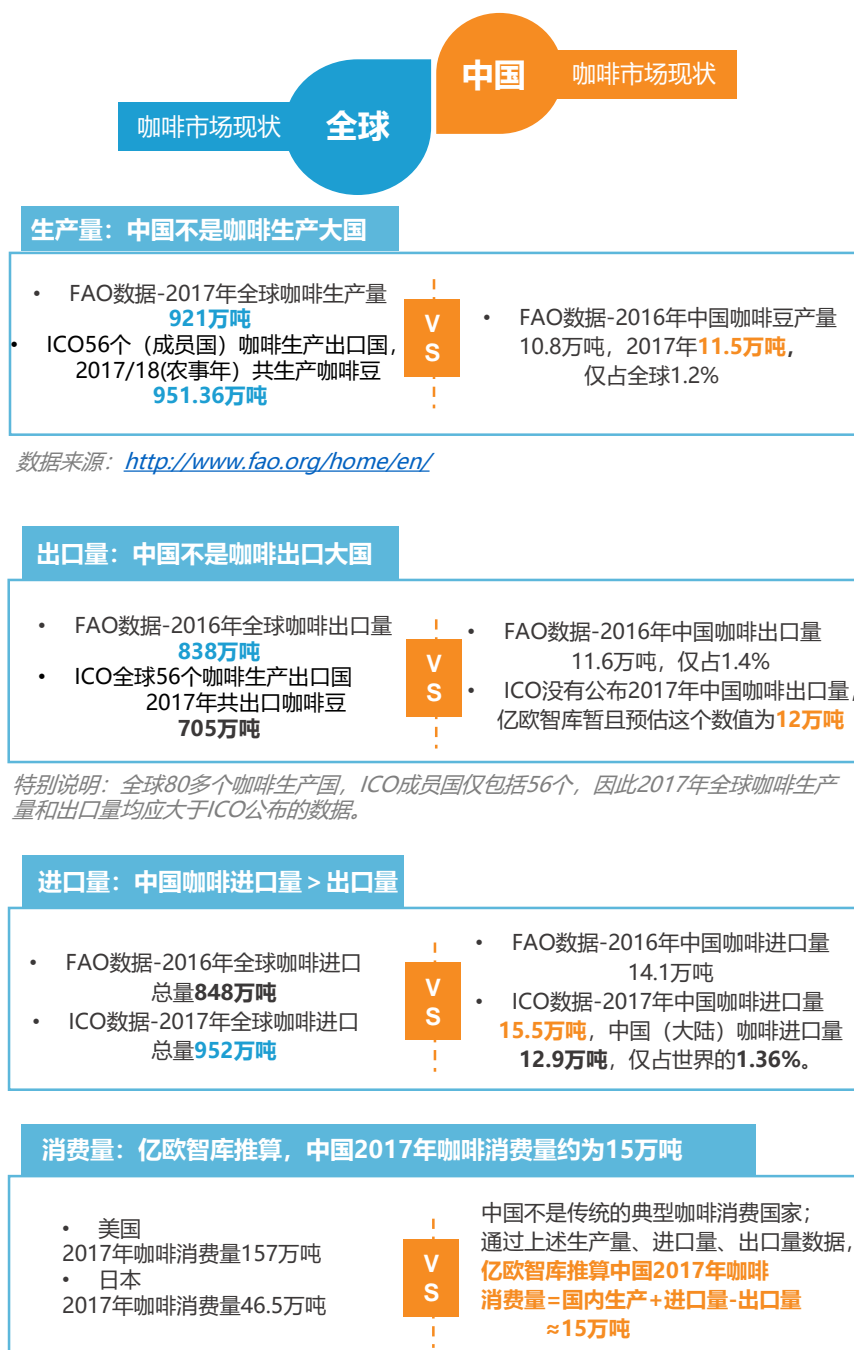 中国
咖啡市场现状
咖啡市场现状
全球
生产量：中国不是咖啡生产大国
• FAO数据-2017年全球咖啡生产量
921万吨
• ICO56个（成员国）咖啡生产出口国，
2017/18(农事年）共生产咖啡豆
951.36万吨
V
S
• FAO数据-2016年中国咖啡豆产量
10.8万吨，2017年11.5万吨，
仅占全球1.2%
数据来源：http://www.fao.org/home/en/
出口量：中国不是咖啡出口大国
• FAO数据-2016年全球咖啡出口量
838万吨
• ICO全球56个咖啡生产出口国
2017年共出口咖啡豆
705万吨
V
S
• FAO数据-2016年中国咖啡出口量
11.6万吨，仅占1.4%
• ICO没有公布2017年中国咖啡出口量，
亿欧智库暂且预估这个数值为12万吨
特别说明：全球80多个咖啡生产国，ICO成员国仅包括56个，因此2017年全球咖啡生产
量和出口量均应大于ICO公布的数据。
进口量：中国咖啡进口量＞出口量
• FAO数据-2016年全球咖啡进口
总量848万吨
• ICO数据-2017年全球咖啡进口
总量952万吨
V
S
• FAO数据-2016年中国咖啡进口量
14.1万吨
• ICO数据-2017年中国咖啡进口量
15.5万吨，中国（大陆）咖啡进口量
12.9万吨，仅占世界的1.36%。
消费量：亿欧智库推算，中国2017年咖啡消费量约为15万吨
• 美国
2017年咖啡消费量157万吨
• 日本
2017年咖啡消费量46.5万吨
V
S
中国不是传统的典型咖啡消费国家；
通过上述生产量、进口量、出口量数据，
亿欧智库推算中国2017年咖啡
消费量=国内生产+进口量-出口量
≈15万吨